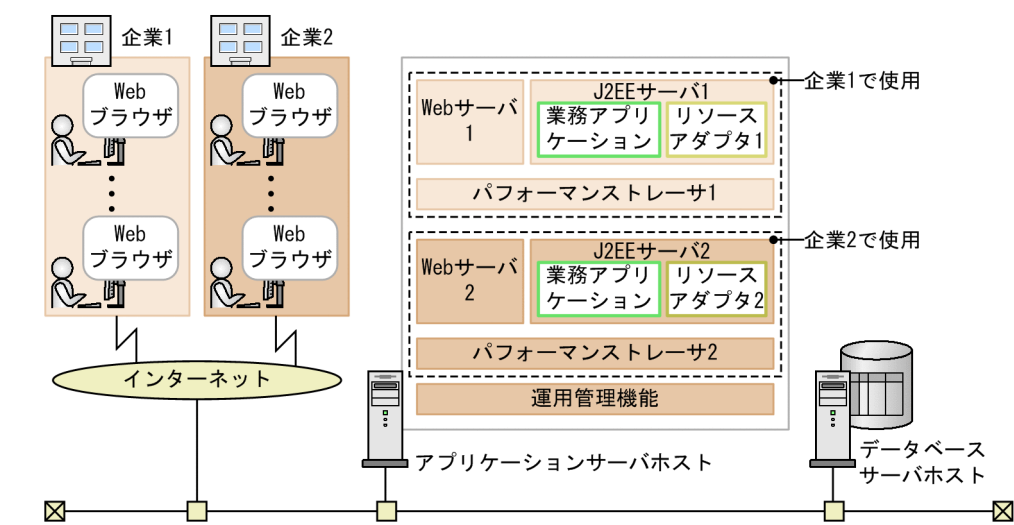 企業1
企業2
Web
ブラウザ
Web
ブラウザ
Web
ブラウザ
Web
ブラウザ
インターネット
企業1で使用
Webサーバ
1
J2EEサーバ1
業務アプリ
ケーション
リソース
アダプタ1
パフォーマンストレーサ1
企業2で使用
Webサーバ
2
J2EEサーバ2
業務アプリ
ケーション
リソース
アダプタ2
パフォーマンストレーサ2
運用管理機能
アプリケーションサーバホスト
データベース
サーバホスト